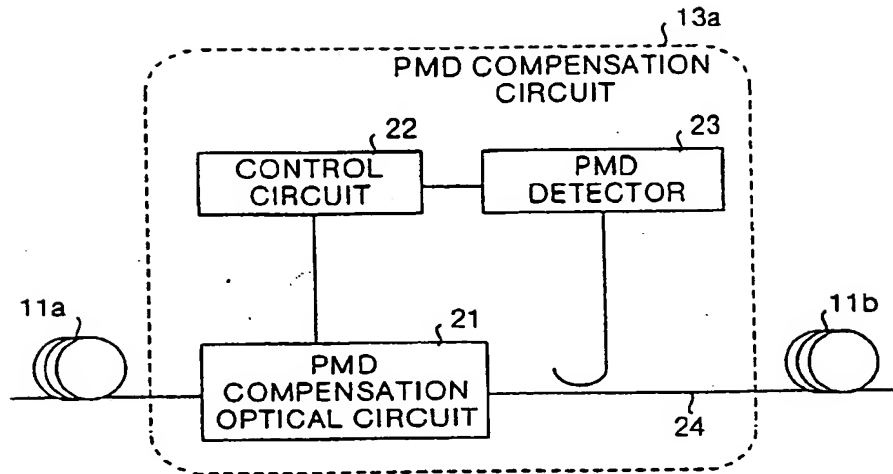 13a
PMD COMPENSATION
CIRCUIT
22
23
CONTROL
CIRCUIT
PMD
DETECTOR
11a
21
11b
PMD
COMPENSATION
OPTICAL CIRCUIT
24